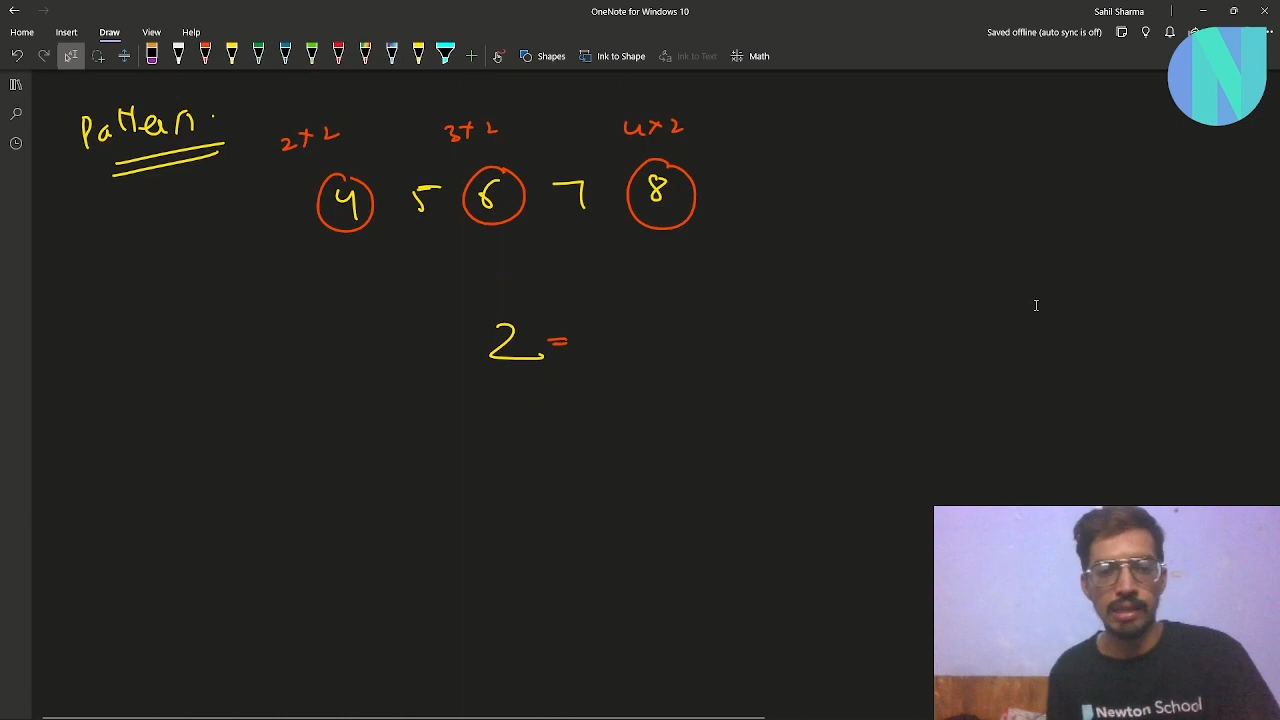 OneNote for Windows 10
Sahil Sharma
Home Insert Draw View Help
Saved offline (auto sync is off)
Shapes Ink to Shape Ink to Text Math
Pattern.
2 × 2 3 × 2 4 × 2
4 5 6 7 8
2 =
N
Newton School